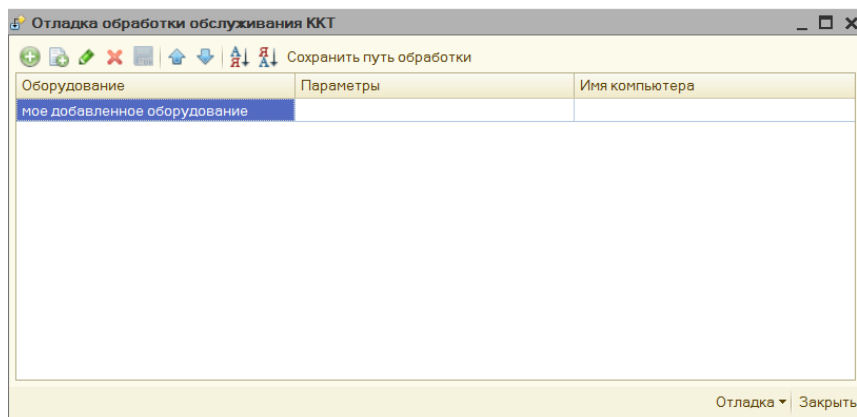 Отладка обработки обслуживания ККТ
Сохранить путь обработки
Оборудование Параметры Имя компьютера
мое добавленное оборудование
Отладка Закрыть